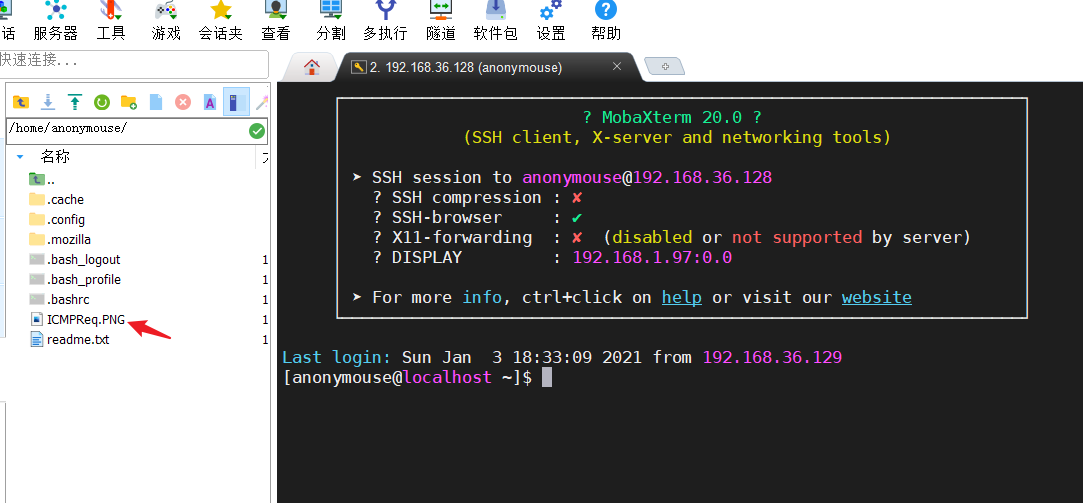 话 服务器 工具 游戏 会话夹 查看 分割 多执行 隧道 软件包 设置 帮助
快速连接...
2. 192.168.36.128 (anonymouse)
/home/anonymouse/
名称
..
.cache
.config
.mozilla
.bash_logout 1
.bash_profile 1
.bashrc 1
ICMPReq.PNG 1
readme.txt 1
? MobaXterm 20.0 ?
(SSH client, X-server and networking tools)
➤ SSH session to anonymouse@192.168.36.128
? SSH compression : ✘
? SSH-browser : ✔
? X11-forwarding : ✘ (disabled or not supported by server)
? DISPLAY : 192.168.1.97:0.0
➤ For more info, ctrl+click on help or visit our website
Last login: Sun Jan 3 18:33:09 2021 from 192.168.36.129
[anonymouse@localhost ~]$